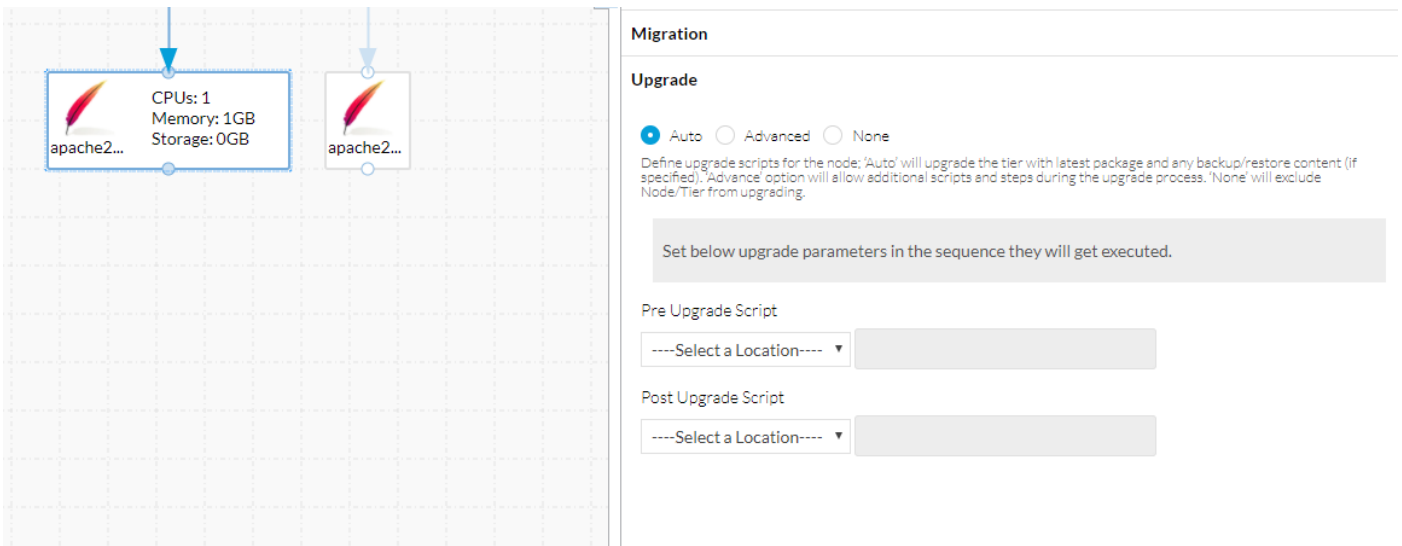 CPUs: 1
Memory: 1GB
Storage: 0GB
apache2...
apache2...
Migration
Upgrade
Auto Advanced None
Define upgrade scripts for the node; 'Auto' will upgrade the tier with latest package and any backup/restore content (if
specified). 'Advance' option will allow additional scripts and steps during the upgrade process. 'None' will exclude
Node/Tier from upgrading.
Set below upgrade parameters in the sequence they will get executed.
Pre Upgrade Script
----Select a Location----
Post Upgrade Script
----Select a Location----